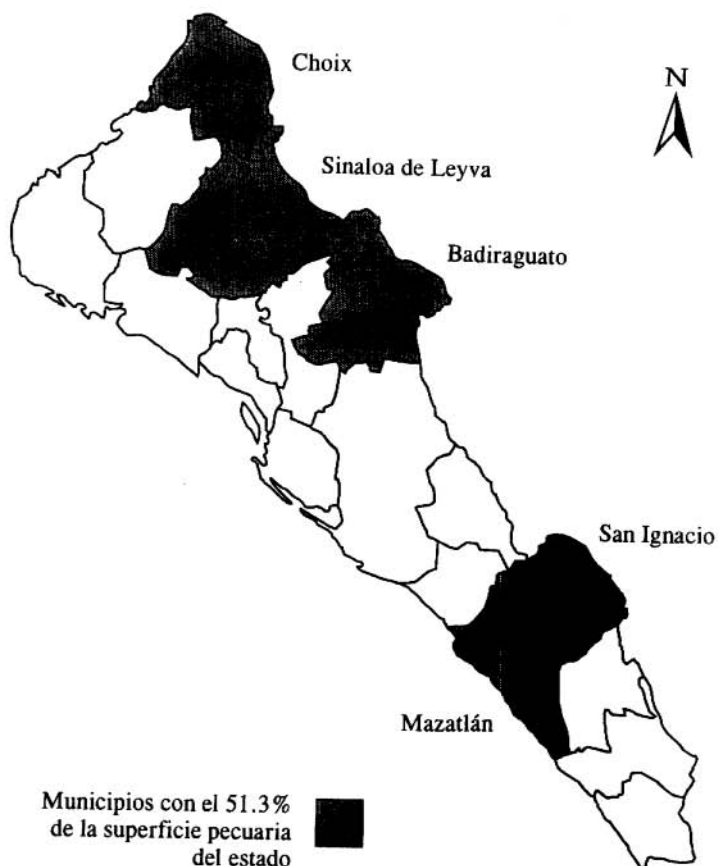 Choix
N
Sinaloa de Leyva
Badiraguato
San Ignacio
Mazatlán
Municipios con el 51.3%
de la superficie pecuaria
del estado